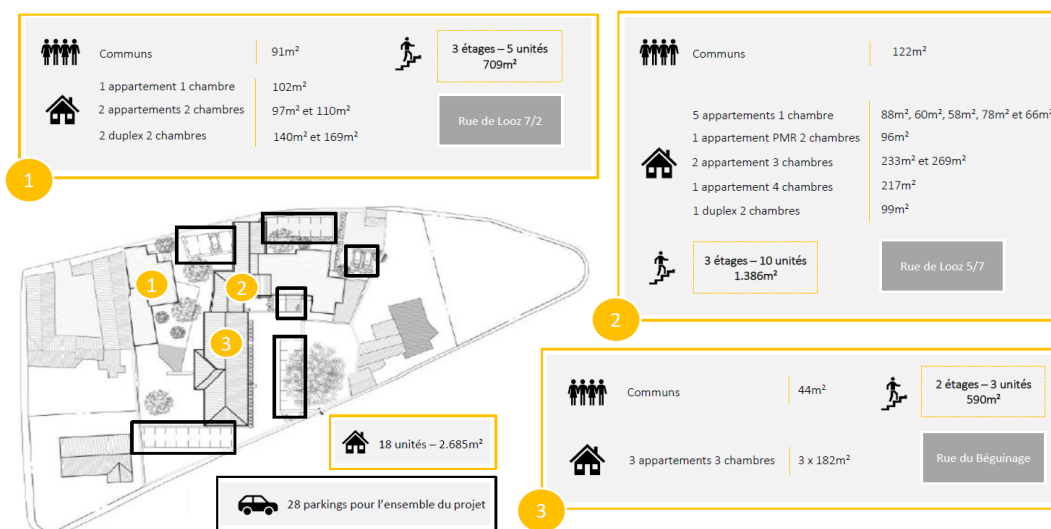 Communs 91m²
1 appartement 1 chambre 102m²
2 appartements 2 chambres 97m² et 110m²
2 duplex 2 chambres 140m² et 169m²
3 étages – 5 unités
709m²
Rue de Looz 7/2
1
Communs 122m²
5 appartements 1 chambre 88m², 60m², 58m², 78m² et 66m²
1 appartement PMR 2 chambres 96m²
2 appartement 3 chambres 233m² et 269m²
1 appartement 4 chambres 217m²
1 duplex 2 chambres 99m²
3 étages – 10 unités
1.386m²
Rue de Looz 5/7
2
1
2
3
18 unités – 2.685m²
28 parkings pour l'ensemble du projet
Communs 44m²
3 appartements 3 chambres 3 x 182m²
2 étages – 3 unités
590m²
Rue du Béguinage
3